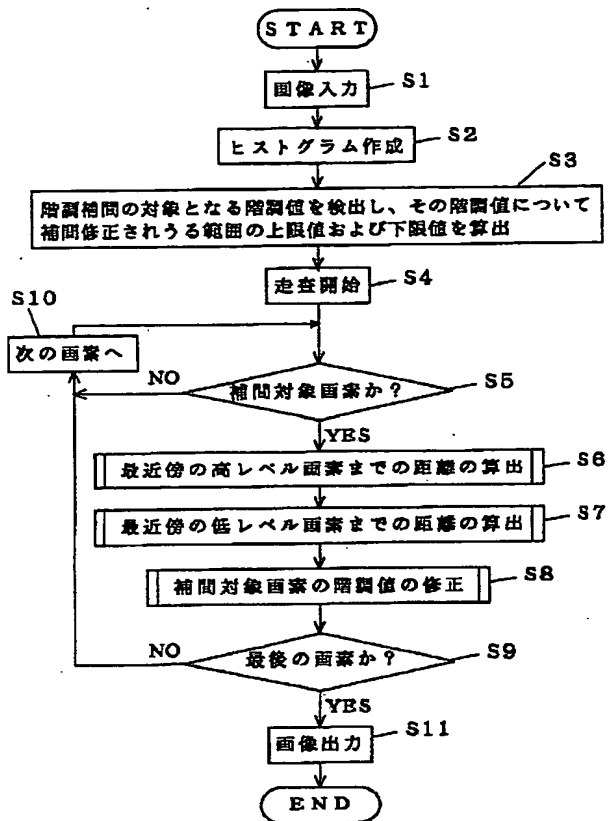 START
画像入力 S1
ヒストグラム作成 S2
S3
階調補間の対象となる階調値を検出し、その階調値について
補間修正されうる範囲の上限値および下限値を算出
走査開始 S4
S10
次の画素へ
NO
補間対象画素か? S5
YES
最近傍の高レベル画素までの距離の算出 S6
最近傍の低レベル画素までの距離の算出 S7
補間対象画素の階調値の修正 S8
NO
最後の画素か? S9
YES
画像出力 S11
END